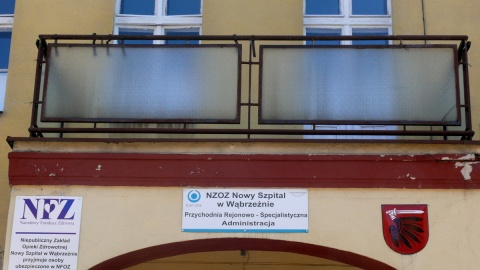 NFZ
Narodowy Fundusz Zdrowia
Niepubliczny Zakład
Opieki Zdrowotnej
Nowy Szpital w Wąbrzeźnie
przyjmuje osoby
ubezpieczone w NFOZ
NZOZ Nowy Szpital
w Wąbrzeźnie
Przychodnia Rejonowo - Specjalistyczna
Administracja